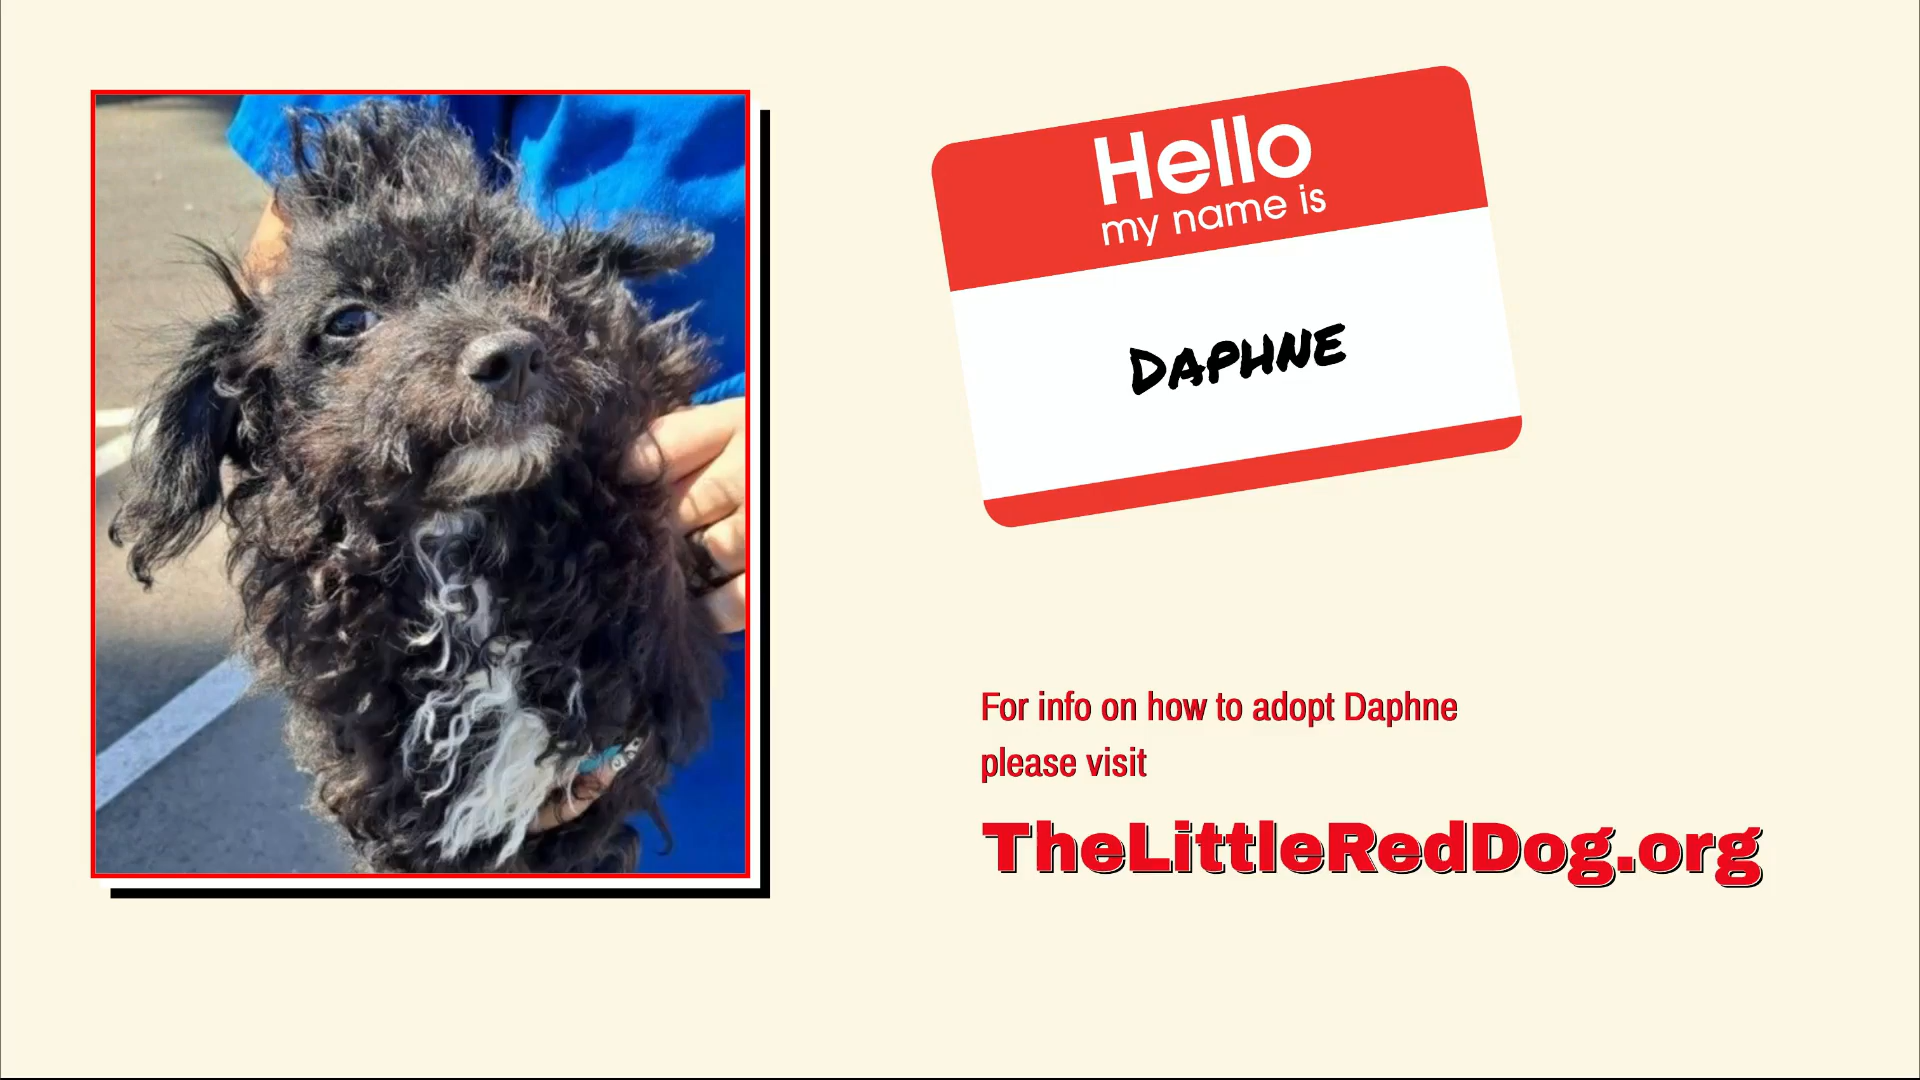 Hello
my name is
DAPHNE
For info on how to adopt Daphne
please visit
TheLittleRedDog.org